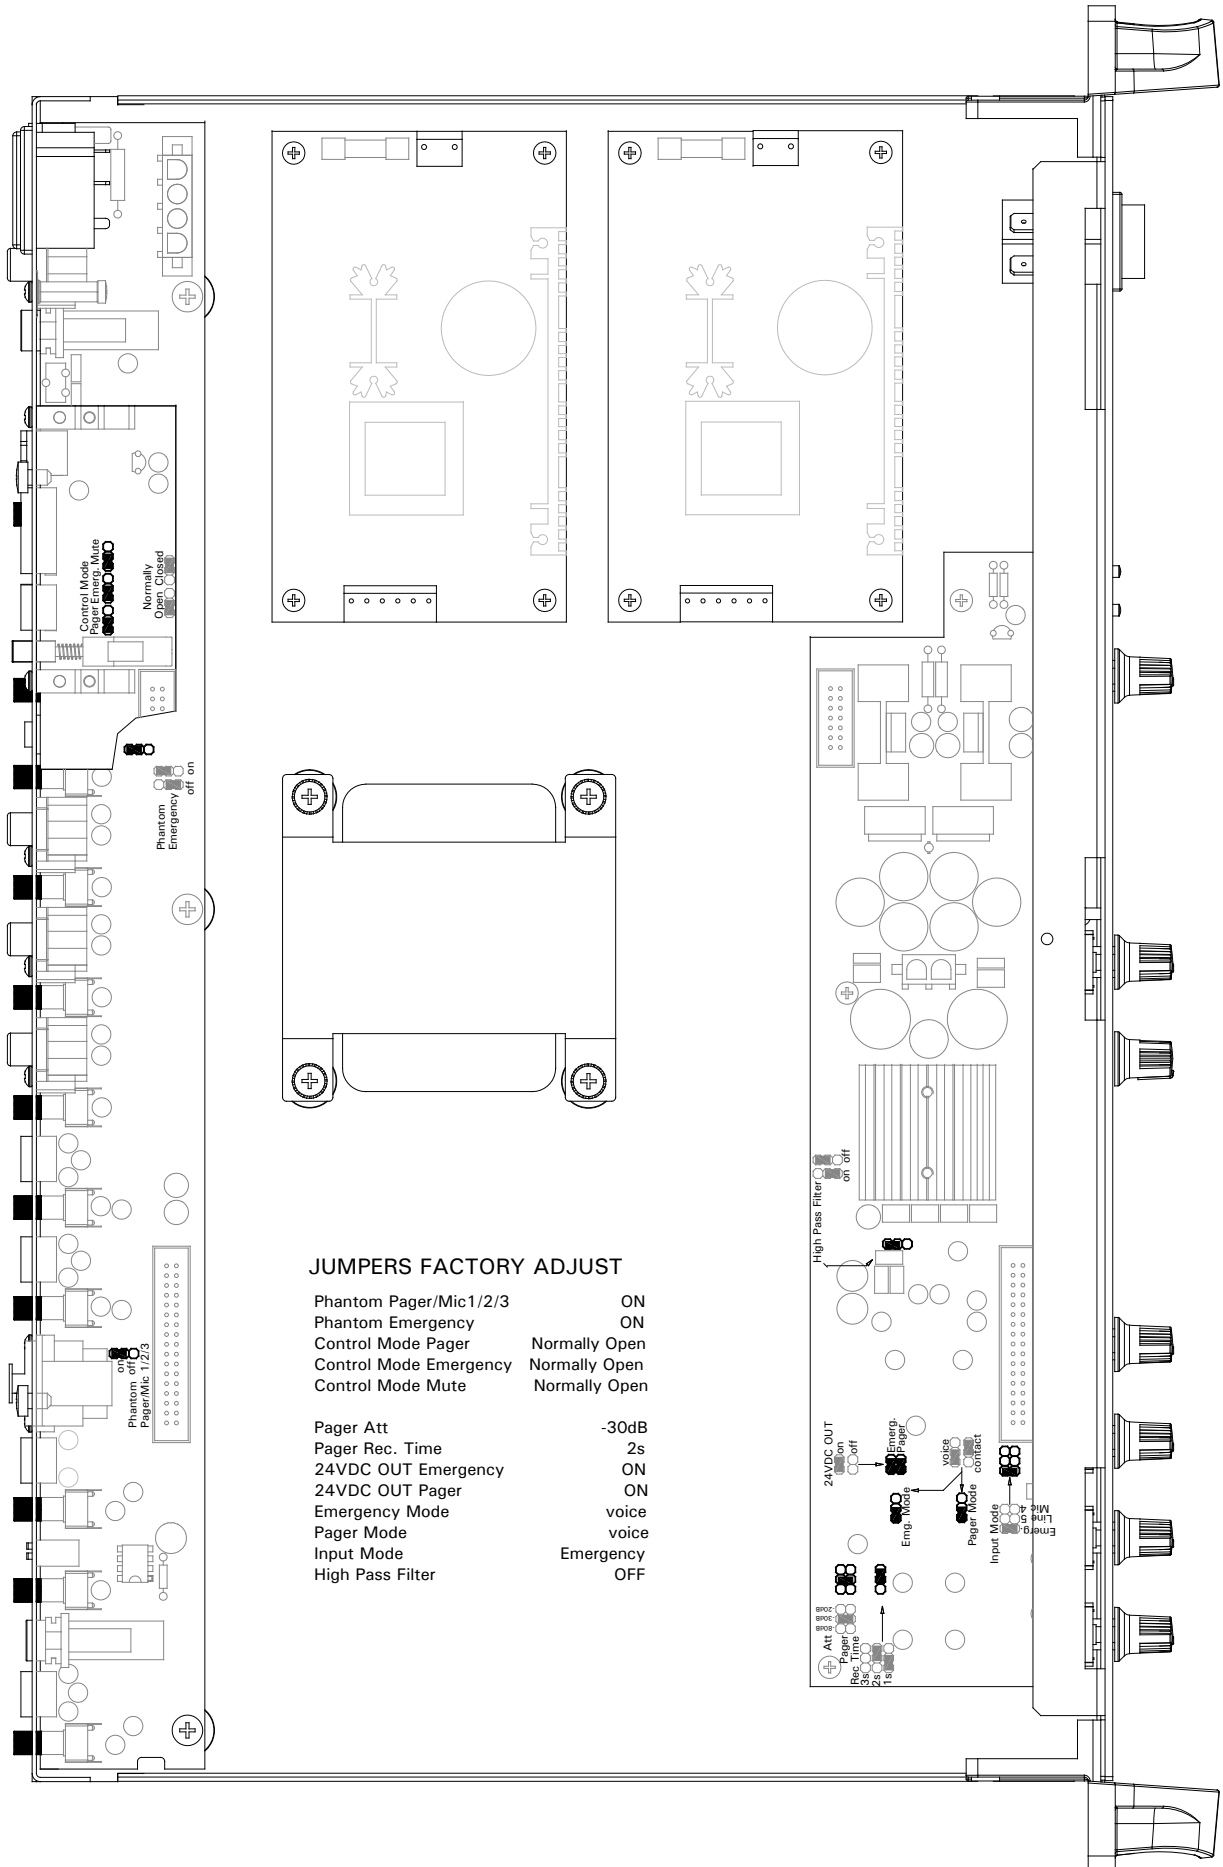 Control Mode
Pager Emerg. Mute
Normally
Open Closed
off on
Phantom
Emergency
on
off
Phantom
Pager/Mic 1/2/3
JUMPERS FACTORY ADJUST
Phantom Pager/Mic1/2/3 ON
Phantom Emergency ON
Control Mode Pager Normally Open
Control Mode Emergency Normally Open
Control Mode Mute Normally Open
Pager Att -30dB
Pager Rec. Time 2s
24VDC OUT Emergency ON
24VDC OUT Pager ON
Emergency Mode voice
Pager Mode voice
Input Mode Emergency
High Pass Filter OFF
High Pass Filter
on off
24VDC OUT
on
off
Emerg.
Pager
voice
contact
Emg. Mode
Pager Mode
Input Mode
Mic 4
Line 5
Emerg.
-20dB
-30dB
-80dB
Att
Pager
Rec Time
3s
2s
1s